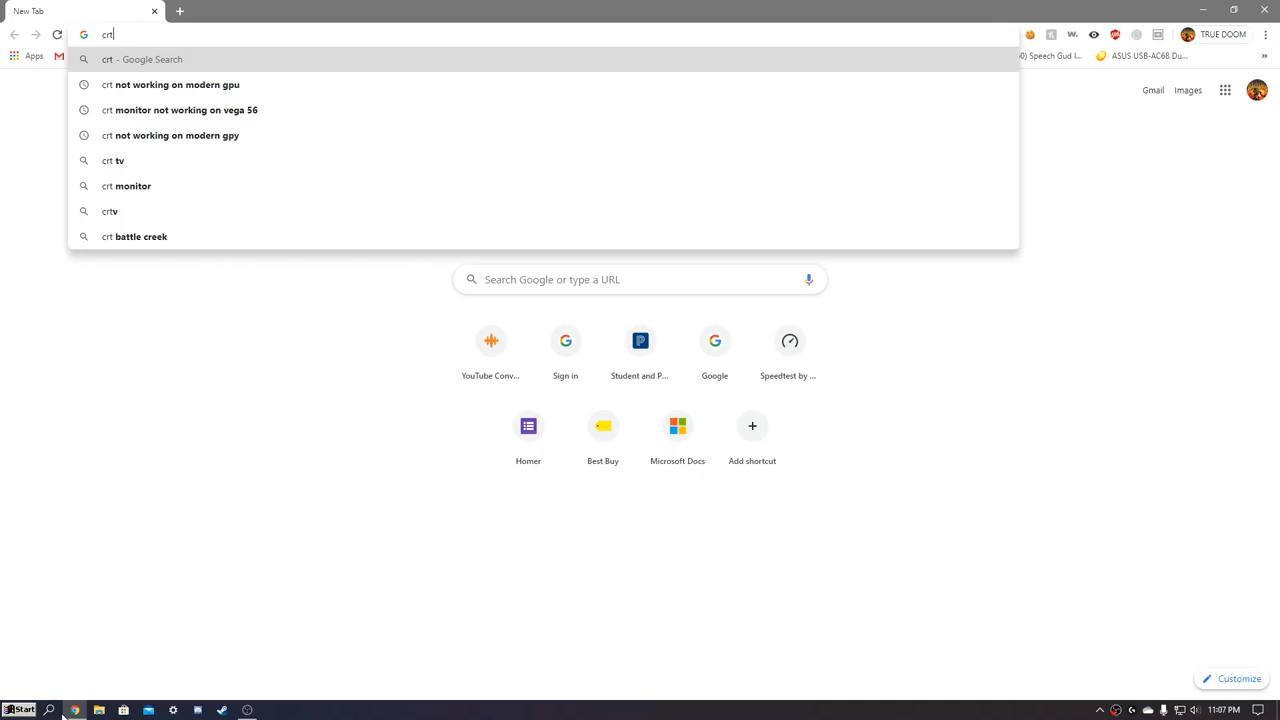 New Tab
crt
TRUE DOOM
crt - Google Search
Apps
Speech Gud I...
ASUS USB-AC68 Du...
crt not working on modern gpu
crt monitor not working on vega 56
crt not working on modern gpy
crt tv
crt monitor
crtv
crt battle creek
Gmail Images
Search Google or type a URL
YouTube Conv...
Sign in
Student and P...
Google
Speedtest by ...
Homer
Best Buy
Microsoft Docs
Add shortcut
Customize
Start
11:07 PM